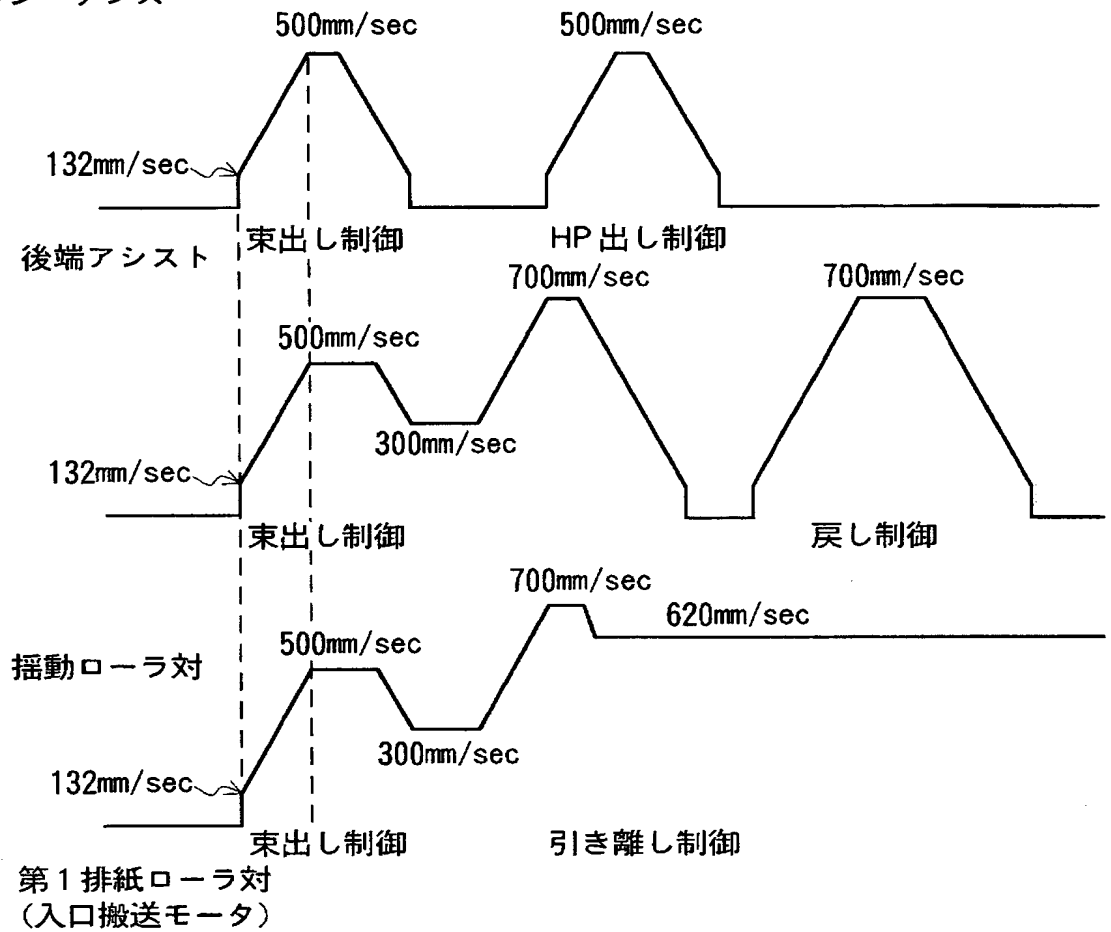 500mm/sec 500mm/sec
132mm/sec
束出し制御 HP出し制御
後端アシスト
700mm/sec 700mm/sec
500mm/sec
300mm/sec
132mm/sec
束出し制御 戻し制御
700mm/sec
620mm/sec
500mm/sec
揺動ローラ対
300mm/sec
132mm/sec
束出し制御 引き離し制御
第1排紙ローラ対
(入口搬送モータ)